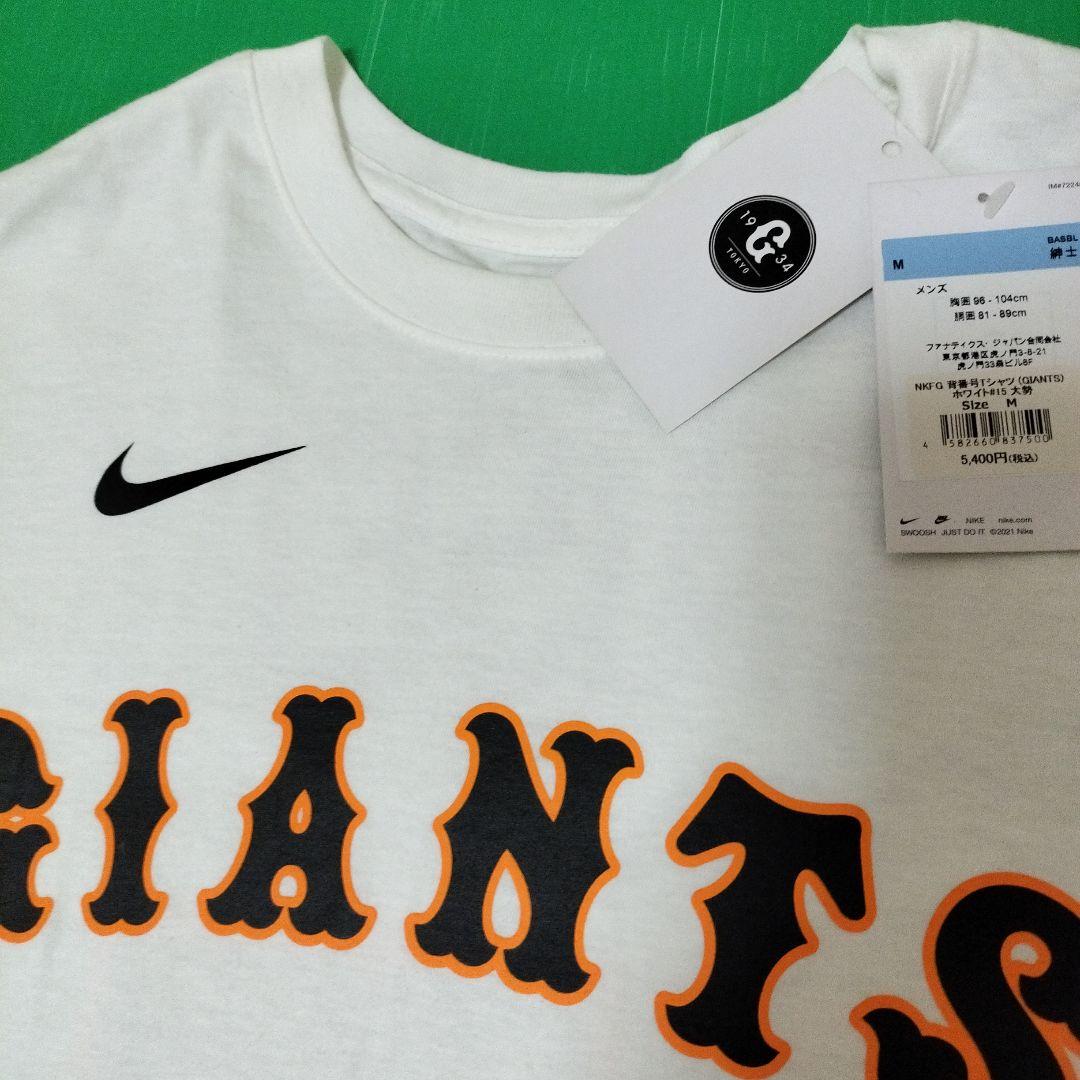 19 G 34
TOKYO
IM#7224
BASBL
M
紳士
メンズ
胸囲 96 - 104cm
胴囲 81 - 89cm
ファナティクス・ジャパン合同会社
東京都港区虎ノ門3-8-21
虎ノ門33森ビル8F
NKFG 背番号Tシャツ (GIANTS)
ホワイト#15 大勢
Size M
4 582660 837500
5,400円(税込)
NIKE nike.com
SWOOSH JUST DO IT ©2021 Nike
GIANTS